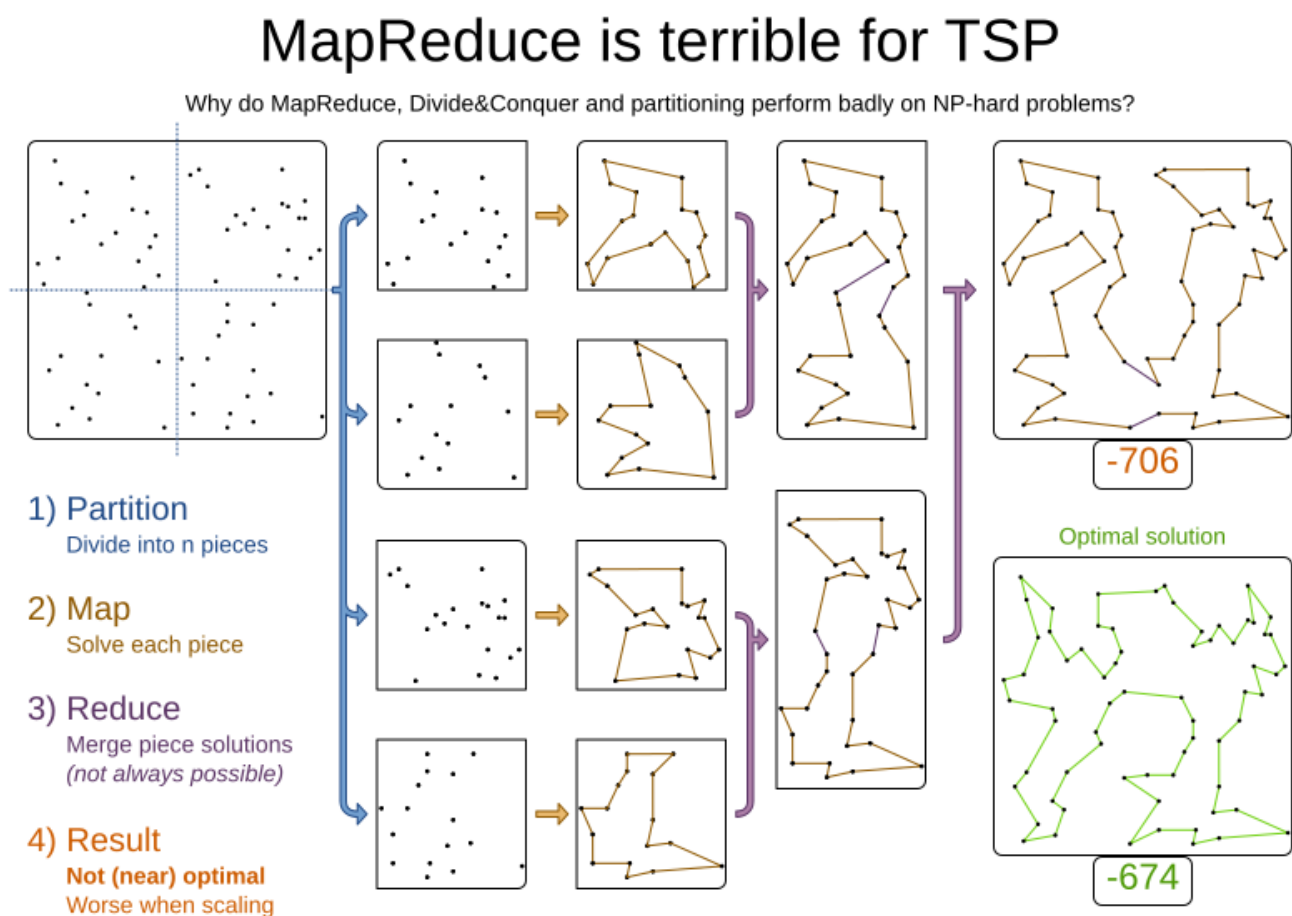 MapReduce is terrible for TSP
Why do MapReduce, Divide&Conquer and partitioning perform badly on NP-hard problems?
1) Partition
Divide into n pieces
2) Map
Solve each piece
3) Reduce
Merge piece solutions
(not always possible)
4) Result
Not (near) optimal
Worse when scaling
-706
Optimal solution
-674